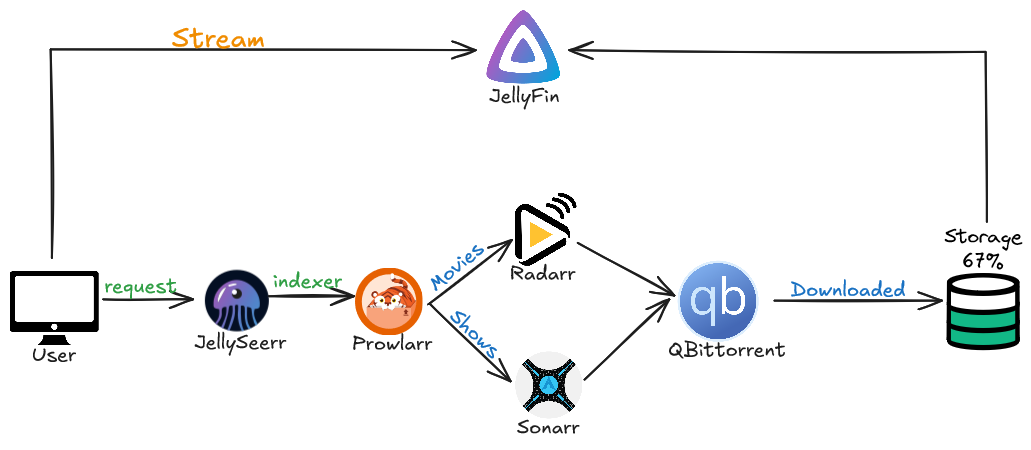 Stream
JellyFin
Movies
Radarr
Storage
67%
request
indexer
qb
Downloaded
User
JellySeerr
Prowlarr
Shows
QBittorrent
Sonarr